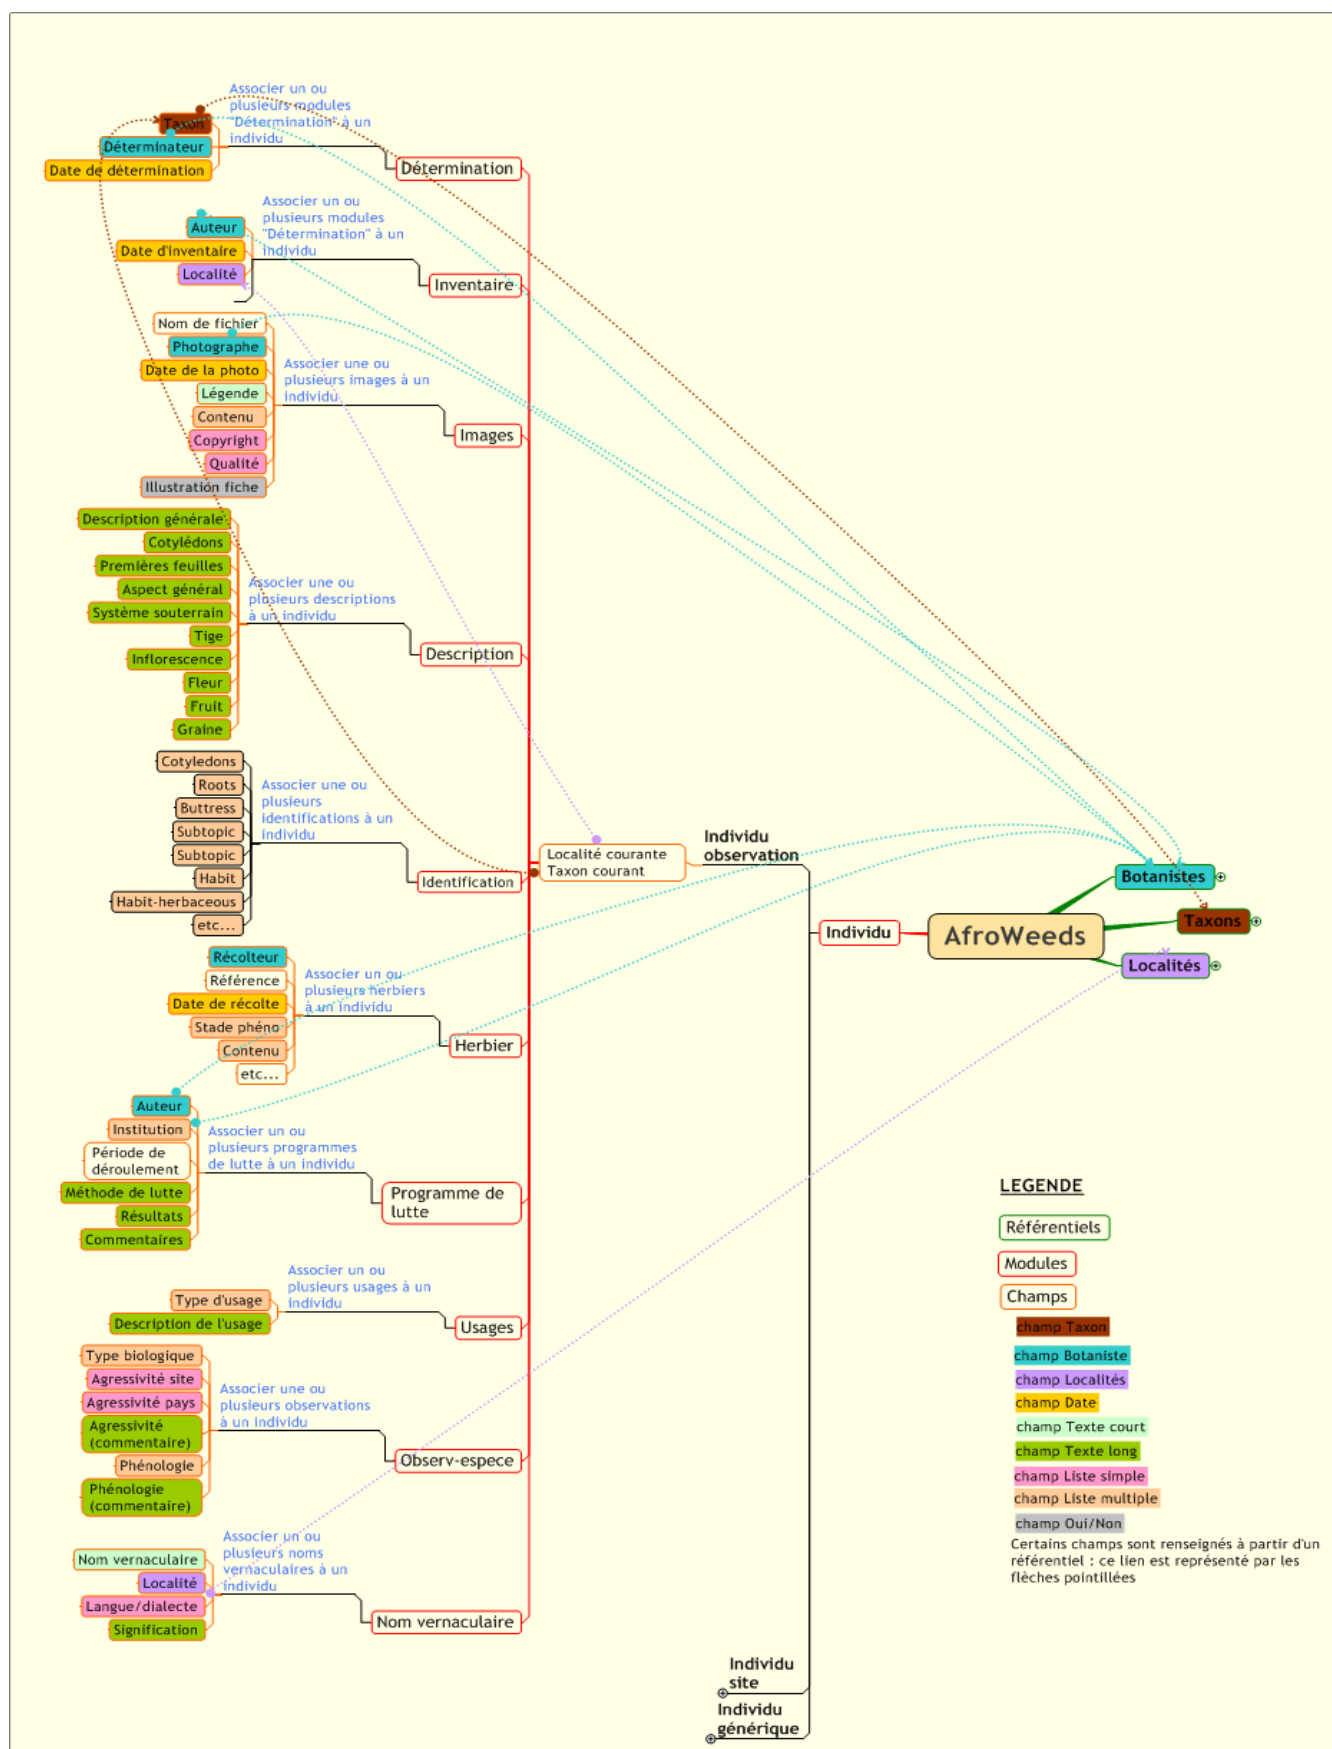 Associer un ou
plusieurs modules
"Détermination" à un
individu
Taxon
Déterminateur
Date de détermination
Détermination
Associer un ou
plusieurs modules
"Détermination" à un
individu
Auteur
Date d'inventaire
Localité
Inventaire
Nom de fichier
Photographe
Date de la photo
Légende
Contenu
Copyright
Qualité
Illustration fiche
Associer une ou
plusieurs images à un
individu
Images
Description générale
Cotylédons
Premières feuilles
Aspect général
Système souterrain
Tige
Inflorescence
Fleur
Fruit
Graine
Associer une ou
plusieurs descriptions
à un individu
Description
Cotyledons
Roots
Buttress
Subtopic
Subtopic
Habit
Habit-herbaceous
etc...
Associer une ou
plusieurs
identifications à un
individu
Identification
Localité courante
Taxon courant
Individu
observation
Individu
AfroWeeds
Botanistes
Taxons
Localités
Récolteur
Référence
Date de récolte
Stade phéno
Contenu
etc...
Associer un ou
plusieurs herbiers
à un individu
Herbier
Auteur
Institution
Période de
déroulement
Méthode de lutte
Résultats
Commentaires
Associer un ou
plusieurs programmes
de lutte à un individu
Programme de
lutte
Associer un ou
plusieurs usages à un
individu
Type d'usage
Description de l'usage
Usages
Type biologique
Agressivité site
Agressivité pays
Agressivité
(commentaire)
Phénologie
Phénologie
(commentaire)
Associer une ou
plusieurs observations
à un individu
Observ-espece
Associer un ou
plusieurs noms
vernaculaires à un
individu
Nom vernaculaire
Localité
Langue/dialecte
Signification
Nom vernaculaire
Individu
site
Individu
générique
LEGENDE
Référentiels
Modules
Champs
champ Taxon
champ Botaniste
champ Localités
champ Date
champ Texte court
champ Texte long
champ Liste simple
champ Liste multiple
champ Oui/Non
Certains champs sont renseignés à partir d'un
référentiel : ce lien est représenté par les
flèches pointillées